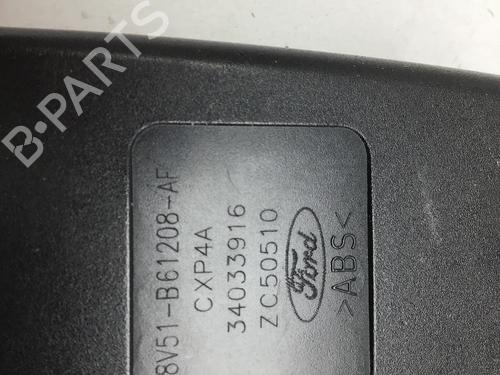 8V51-B61208-AF
CXP4A
34033916
ZC50510
Ford
>ABS<
B-PARTS